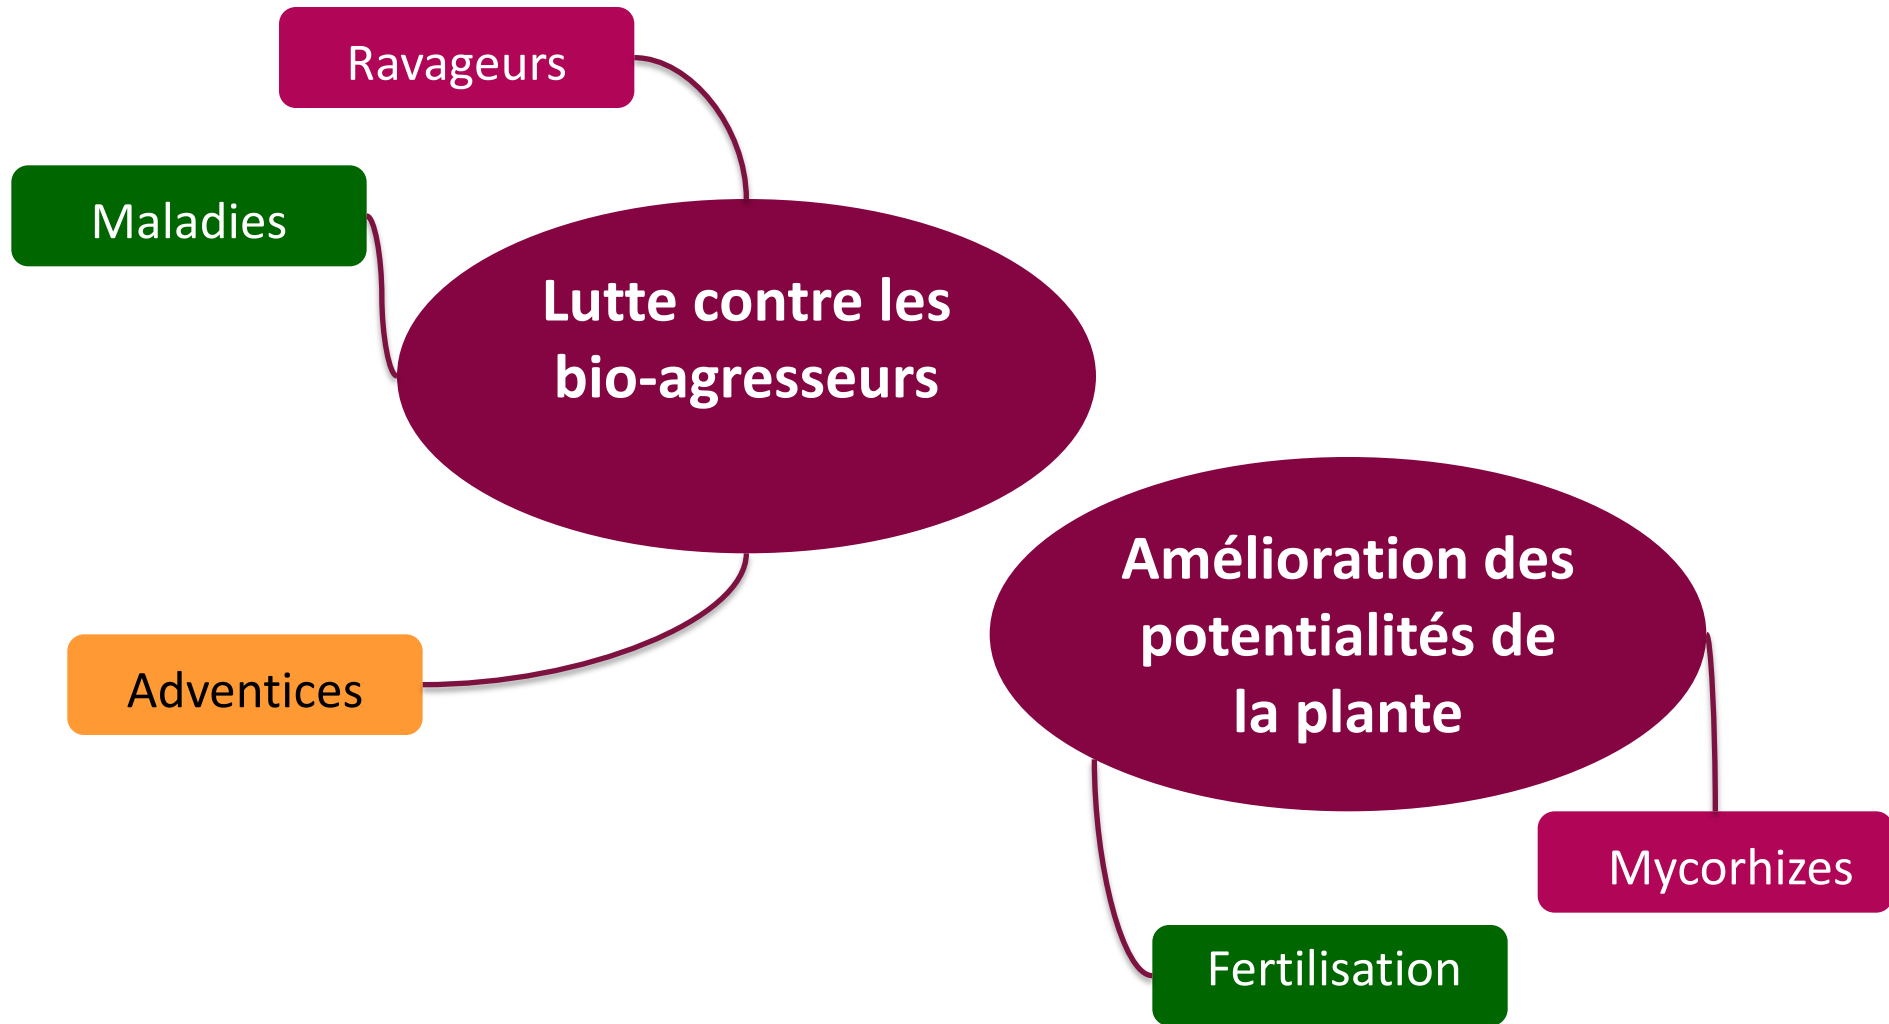 Ravageurs
Maladies
Lutte contre les
bio-agresseurs
Adventices
Amélioration des
potentialités de
la plante
Mycorhizes
Fertilisation